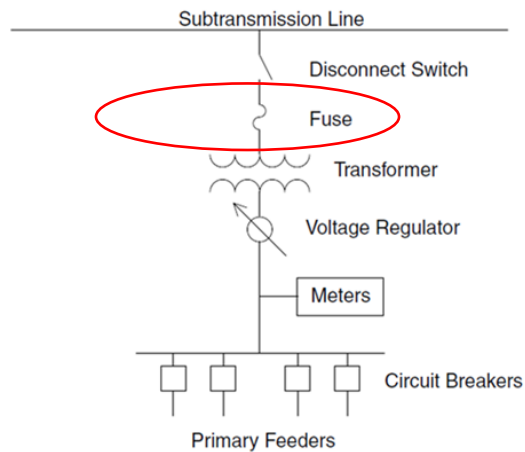 Subtransmission Line
Disconnect Switch
Fuse
Transformer
Voltage Regulator
Meters
Circuit Breakers
Primary Feeders